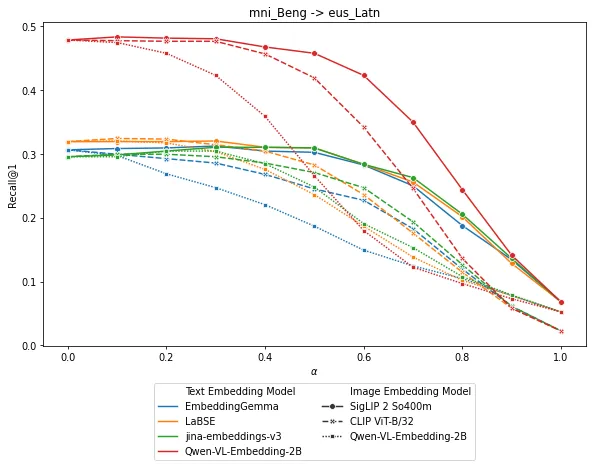 mni_Beng -> eus_Latn
Recall@1
0.5
0.4
0.3
0.2
0.1
0.0
0.0 0.2 0.4 0.6 0.8 1.0
α
Text Embedding Model
EmbeddingGemma
LaBSE
jina-embeddings-v3
Qwen-VL-Embedding-2B
Image Embedding Model
SigLIP 2 So400m
CLIP ViT-B/32
Qwen-VL-Embedding-2B